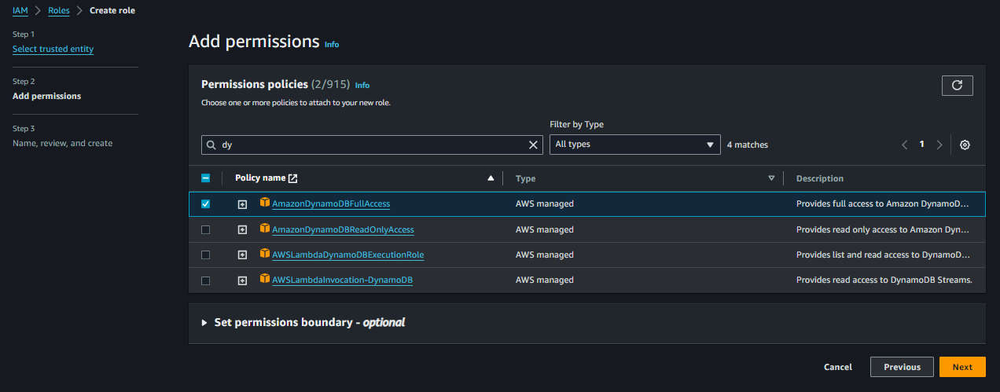 IAM > Roles > Create role
Step 1
Select trusted entity
Step 2
Add permissions
Step 3
Name, review, and create
Add permissions Info
Permissions policies (2/915) Info
Choose one or more policies to attach to your new role.
Filter by Type
dy
All types
4 matches
1
Policy name Type Description
AmazonDynamoDBFullAccess AWS managed Provides full access to Amazon DynamoD...
AmazonDynamoDBReadOnlyAccess AWS managed Provides read only access to Amazon Dyn...
AWSLambdaDynamoDBExecutionRole AWS managed Provides list and read access to DynamoD...
AWSLambdaInvocation-DynamoDB AWS managed Provides read access to DynamoDB Streams.
Set permissions boundary - optional
Cancel Previous Next